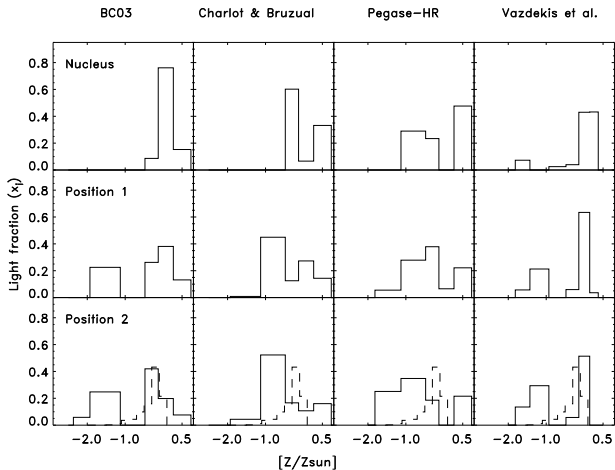 BC03 Charlot & Bruzual Pegase-HR Vazdekis et al.
Nucleus
0.8
0.6
0.4
0.2
0.0
Position 1
0.8
0.6
0.4
0.2
0.0
Light fraction (x_j)
Position 2
0.8
0.6
0.4
0.2
0.0
-2.0 -1.0 0.5 -2.0 -1.0 0.5 -2.0 -1.0 0.5 -2.0 -1.0 0.5
[Z/Zsun]